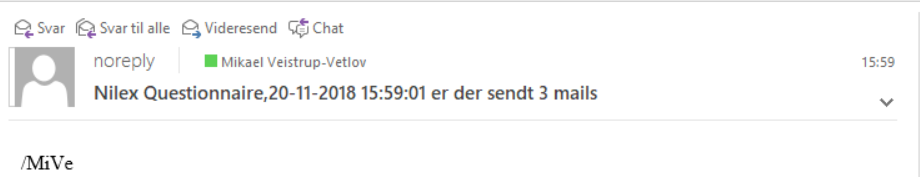 Svar Svar til alle Videresend Chat
noreply Mikael Veistrup-Vetlov 15:59
Nilex Questionnaire,20-11-2018 15:59:01 er der sendt 3 mails
/MiVe